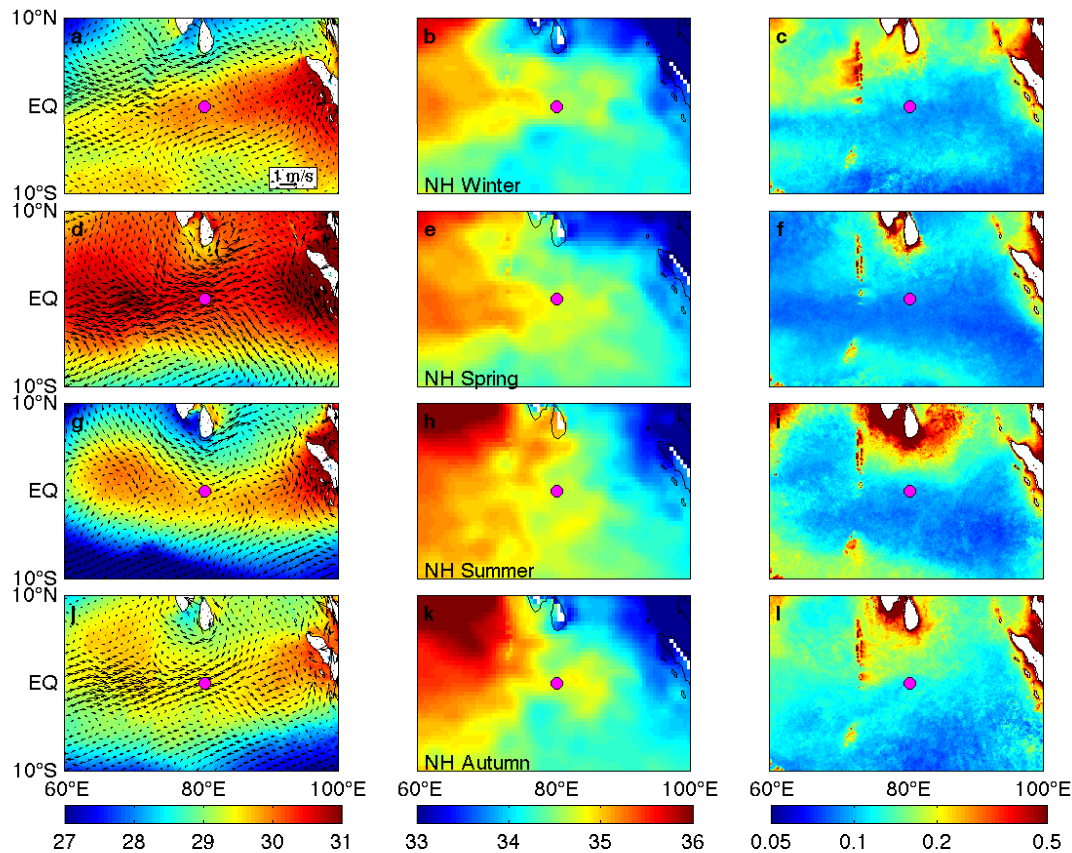 10°N
a
b
c
EQ
1 m/s
NH Winter
10°S
10°N
d
e
f
EQ
NH Spring
10°S
10°N
g
h
i
EQ
NH Summer
10°S
10°N
j
k
l
EQ
NH Autumn
10°S
60°E 80°E 100°E 60°E 80°E 100°E 60°E 80°E 100°E
27 28 29 30 31 33 34 35 36 0.05 0.1 0.2 0.5